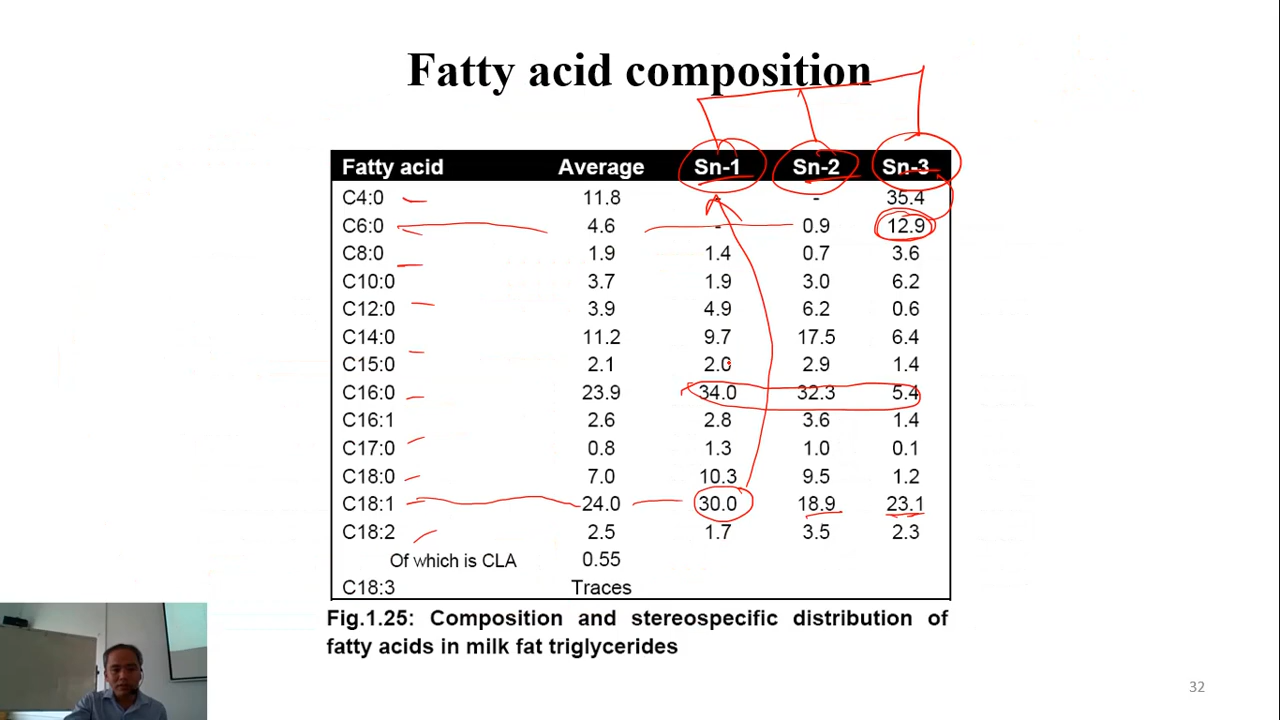 Fatty acid composition
Fatty acid Average Sn-1 Sn-2 Sn-3
C4:0 11.8 - - 35.4
C6:0 4.6 - 0.9 12.9
C8:0 1.9 1.4 0.7 3.6
C10:0 3.7 1.9 3.0 6.2
C12:0 3.9 4.9 6.2 0.6
C14:0 11.2 9.7 17.5 6.4
C15:0 2.1 2.0 2.9 1.4
C16:0 23.9 34.0 32.3 5.4
C16:1 2.6 2.8 3.6 1.4
C17:0 0.8 1.3 1.0 0.1
C18:0 7.0 10.3 9.5 1.2
C18:1 24.0 30.0 18.9 23.1
C18:2 2.5 1.7 3.5 2.3
Of which is CLA 0.55
C18:3 Traces
Fig.1.25: Composition and stereospecific distribution of
fatty acids in milk fat triglycerides
32